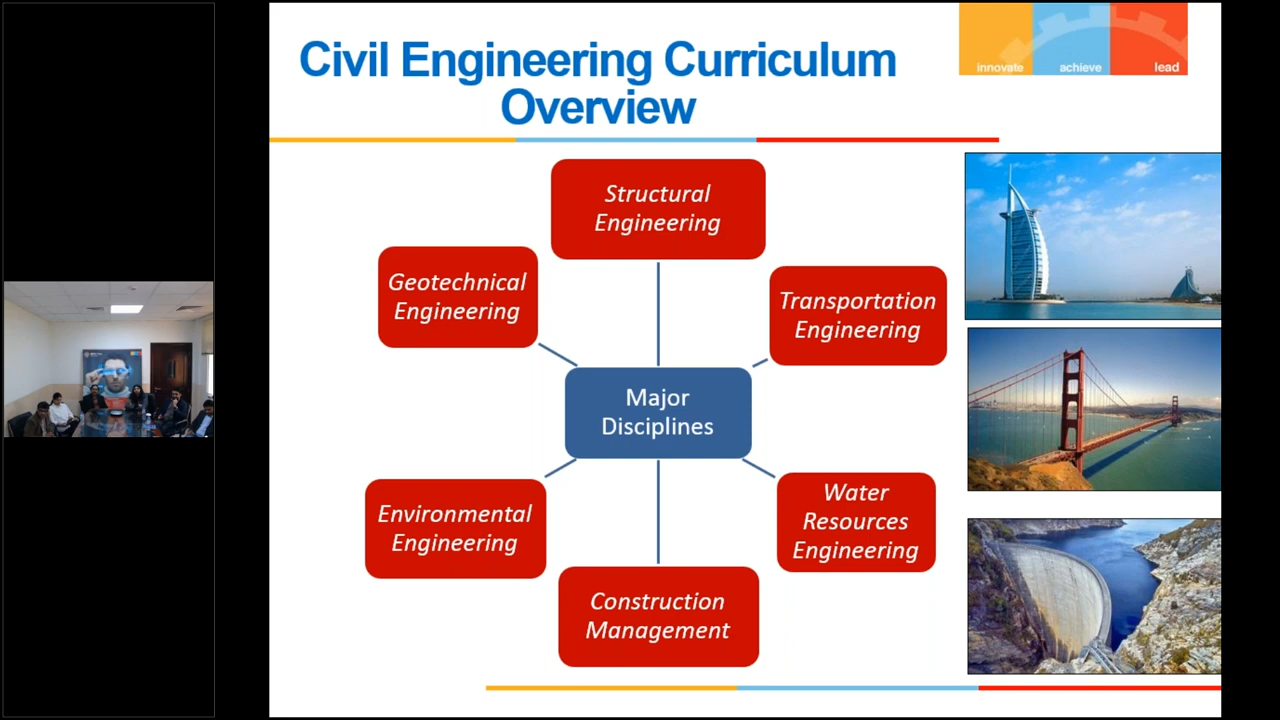 Civil Engineering Curriculum
Overview
innovate
achieve
lead
Structural
Engineering
Geotechnical
Engineering
Transportation
Engineering
Major
Disciplines
Environmental
Engineering
Water
Resources
Engineering
Construction
Management